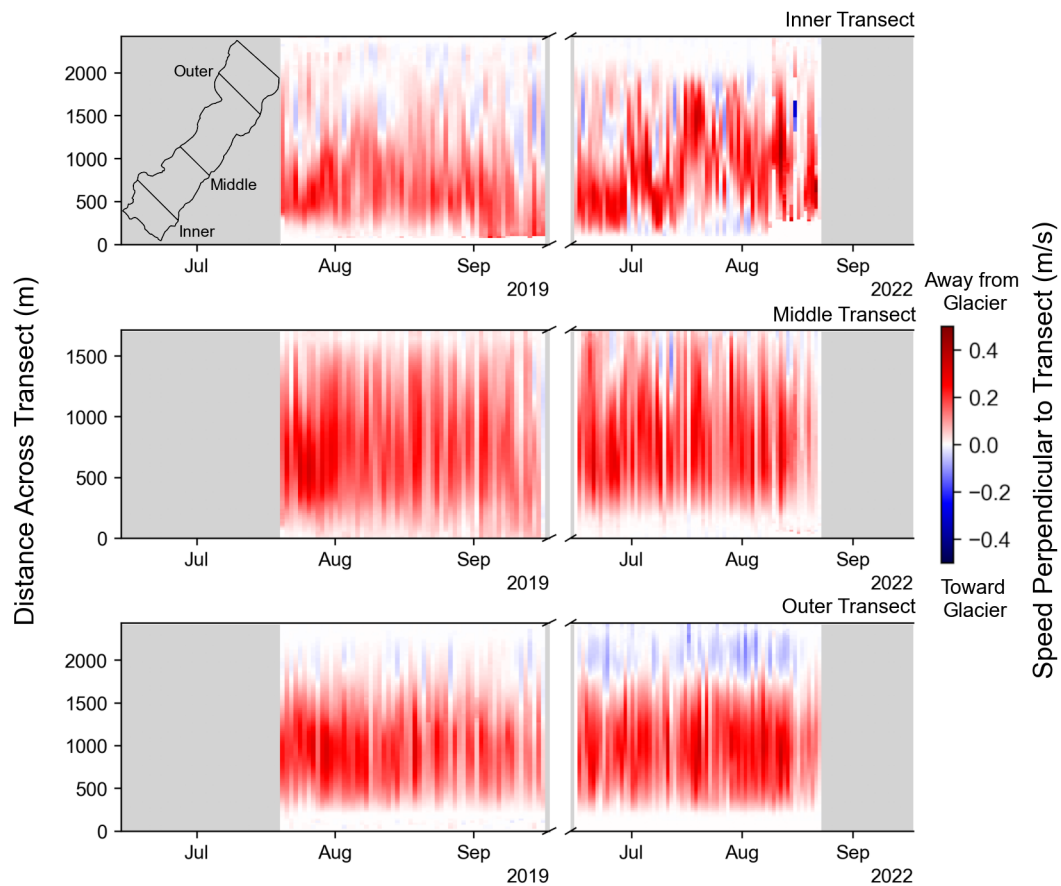 Inner Transect
Outer
Middle
Inner
2000
1500
1000
500
0
Jul
Aug
Sep
2019
Jul
Aug
Sep
2022
Middle Transect
1500
1000
500
0
Jul
Aug
Sep
2019
Jul
Aug
Sep
2022
Outer Transect
2000
1500
1000
500
0
Jul
Aug
Sep
2019
Jul
Aug
Sep
2022
Distance Across Transect (m)
Away from
Glacier
0.4
0.2
0.0
−0.2
−0.4
Toward
Glacier
Speed Perpendicular to Transect (m/s)